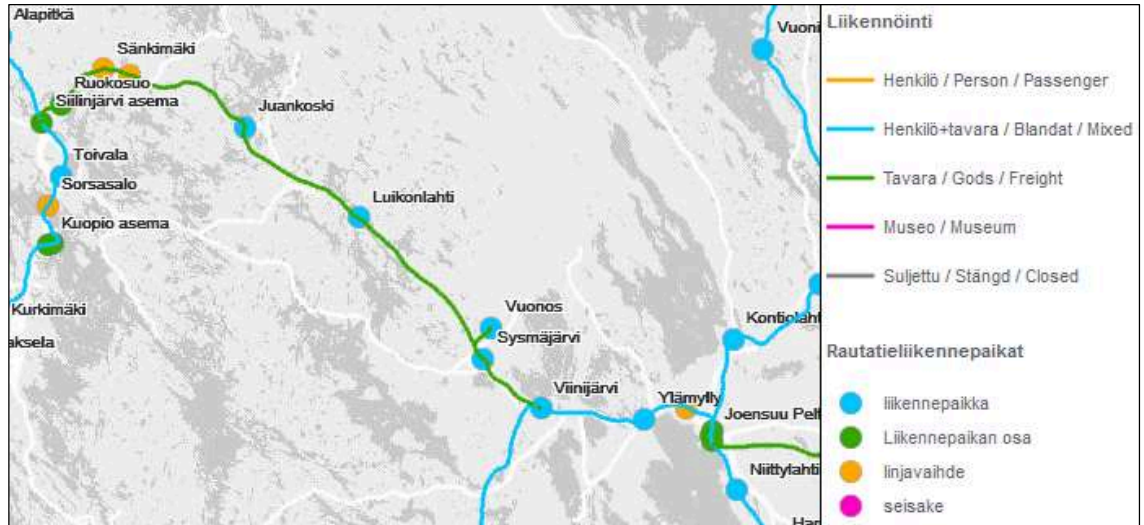 Alapitkä
Sänkimäki
Ruokosuo
Siilinjärvi asema
Juankoski
Toivala
Sorsasalo
Luikonlahti
Kuopio asema
Kurkimäki
aksela
Vuonos
Sysmäjärvi
Viinijärvi
Ylämylly
Vuoni
Kontiolaht
Joensuu Pelt
Niittylahti
Han
Liikennöinti
Henkilö / Person / Passenger
Henkilö+tavara / Blandat / Mixed
Tavara / Gods / Freight
Museo / Museum
Suljettu / Stängd / Closed
Rautatieliikennepaikat
liikennepaikka
Liikennepaikan osa
linjavaihde
seisake